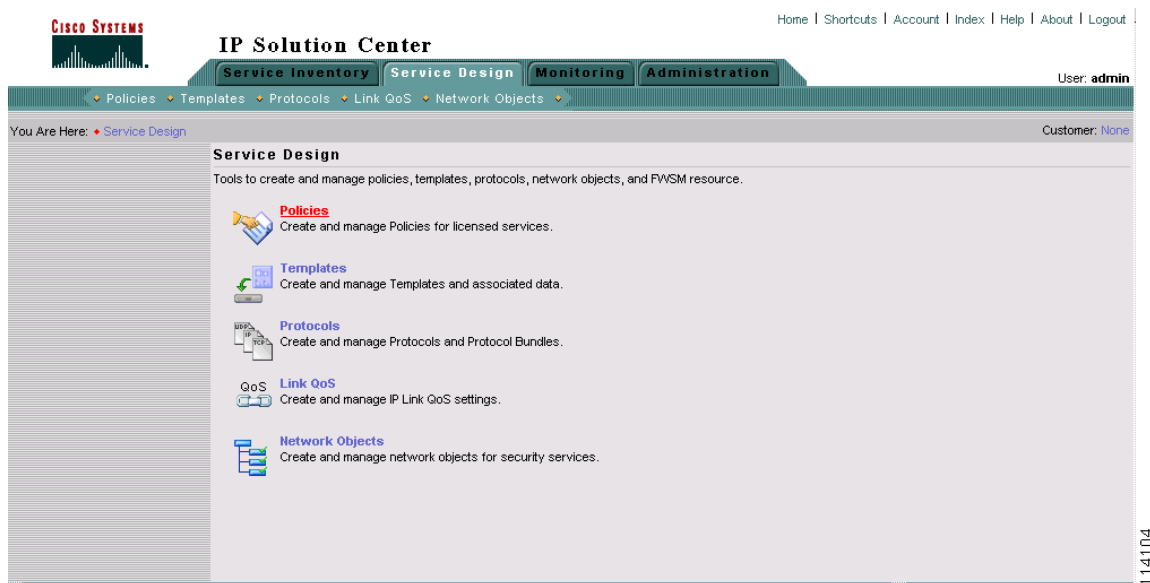 CISCO SYSTEMS
Home | Shortcuts | Account | Index | Help | About | Logout
IP Solution Center
Service Inventory Service Design Monitoring Administration
User: admin
Policies Templates Protocols Link QoS Network Objects
You Are Here: Service Design
Customer: None
Service Design
Tools to create and manage policies, templates, protocols, network objects, and FWSM resource.
Policies
Create and manage Policies for licensed services.
Templates
Create and manage Templates and associated data.
UDP
IP
TCP
Protocols
Create and manage Protocols and Protocol Bundles.
QoS
Link QoS
Create and manage IP Link QoS settings.
Network Objects
Create and manage network objects for security services.
114104